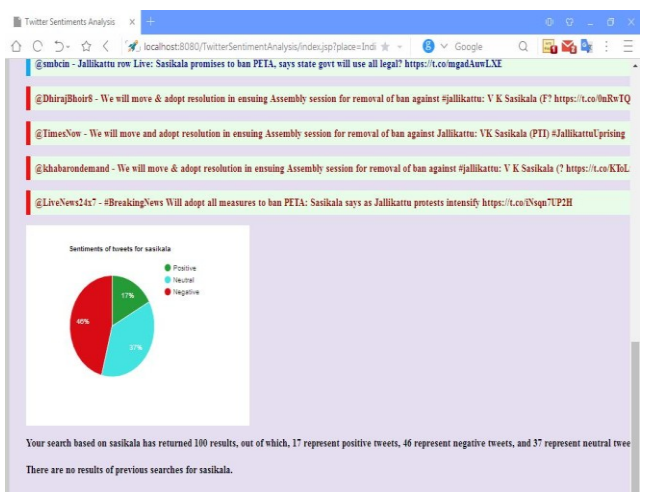 Twitter Sentiments Analysis
localhost:8080/TwitterSentimentAnalysis/index.jsp?place=Indi
Google
@smbcin - Jallikattu row Live: Sasikala promises to ban PETA, says state govt will use all legal? https://t.co/mgadAuwLXE
@DhirajBhoir8 - We will move & adopt resolution in ensuing Assembly session for removal of ban against #jallikattu: V K Sasikala (F? https://t.co/0nRwTQ
@TimesNow - We will move and adopt resolution in ensuing Assembly session for removal of ban against Jallikattu: VK Sasikala (PTI) #JallikattuUprising
@khabarondemand - We will move & adopt resolution in ensuing Assembly session for removal of ban against #jallikattu: V K Sasikala (? https://t.co/KToL
@LiveNews24x7 - #BreakingNews Will adopt all measures to ban PETA: Sasikala says as Jallikattu protests intensify https://t.co/iNsqn7UP2H
Sentiments of tweets for sasikala
Positive
Neutral
Negative
17%
46%
37%
Your search based on sasikala has returned 100 results, out of which, 17 represent positive tweets, 46 represent negative tweets, and 37 represent neutral twee
There are no results of previous searches for sasikala.